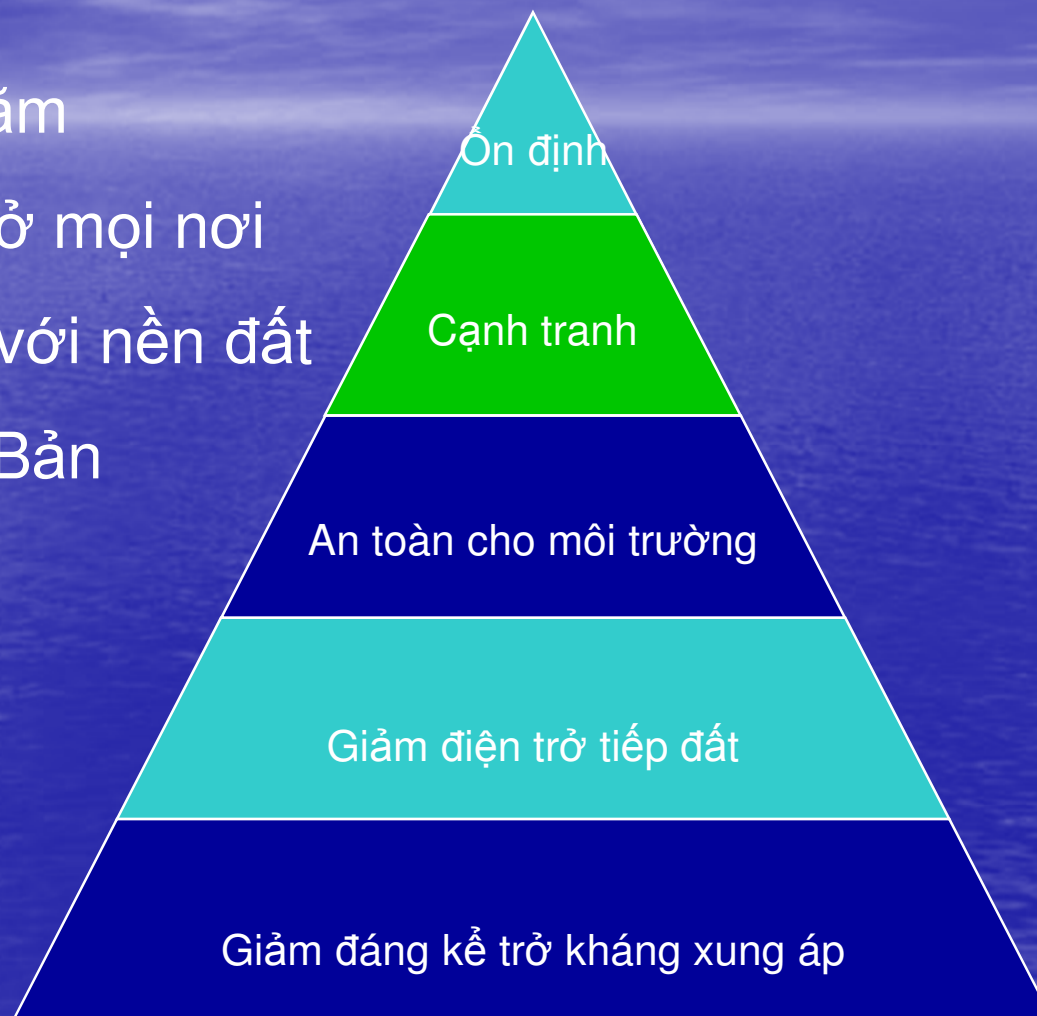 ăm
ở mọi nơi
với nền đất
Bản
Ổn định
Cạnh tranh
An toàn cho môi trường
Giảm điện trở tiếp đất
Giảm đáng kể trở kháng xung áp